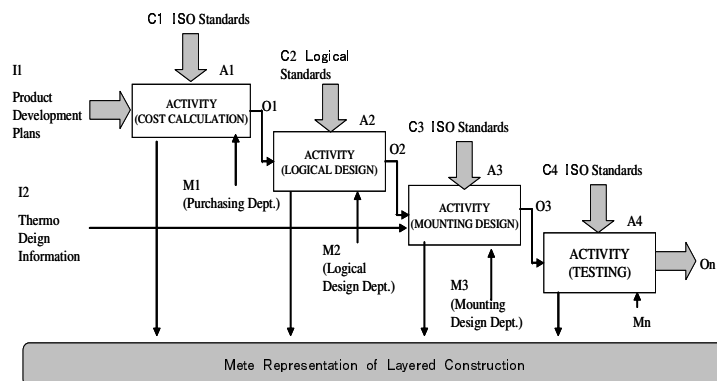 C1 ISO Standards
I1
A1
C2 Logical
Standards
Product
Development
Plans
ACTIVITY
(COST CALCULATION)
O1
A2
C3 ISO Standards
ACTIVITY
(LOGICAL DESIGN)
O2
M1
(Purchasing Dept.)
A3
C4 ISO Standards
I2
Thermo
Deign
Information
ACTIVITY
(MOUNTING DESIGN)
O3
A4
M2
(Logical
Design Dept.)
ACTIVITY
(TESTING)
On
M3
(Mounting
Design Dept.)
Mn
Mete Representation of Layered Construction